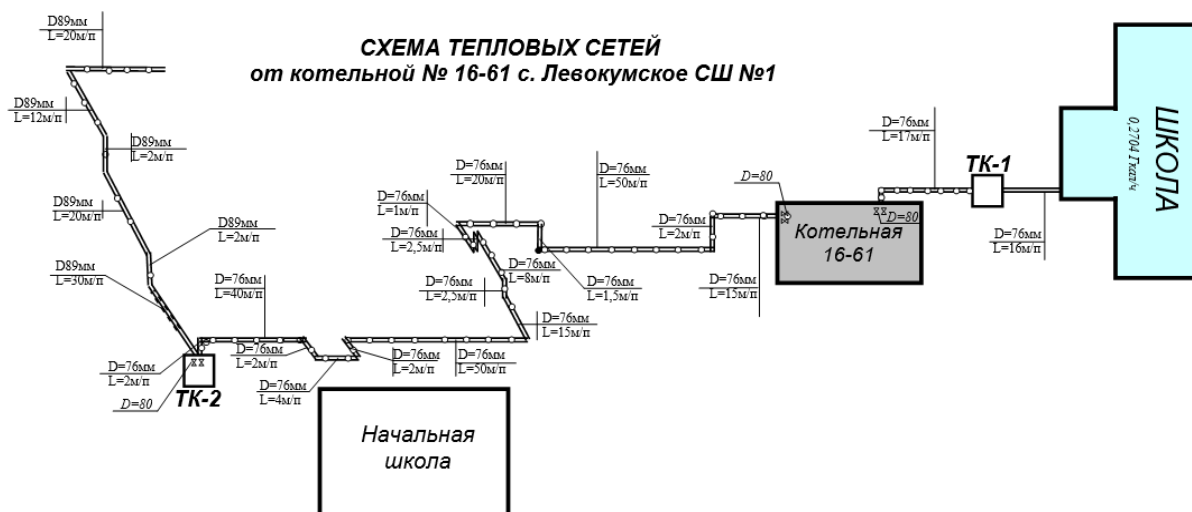 СХЕМА ТЕПЛОВЫХ СЕТЕЙ
от котельной № 16-61 с. Левокумское СШ №1
D89мм
L=20м/п
D89мм
L=12м/п
D89мм
L=2м/п
D89мм
L=20м/п
D89мм
L=2м/п
D89мм
L=30м/п
D=76мм
L=40м/п
D=76мм
L=2м/п
D=80
ТК-2
D=76мм
L=2м/п
D=76мм
L=4м/п
D=76мм
L=2м/п
D=76мм
L=50м/п
D=76мм
L=15м/п
D=76мм
L=2,5м/п
D=76мм
L=8м/п
D=76мм
L=2,5м/п
D=76мм
L=1м/п
D=76мм
L=20м/п
D=76мм
L=1,5м/п
D=76мм
L=50м/п
D=76мм
L=2м/п
D=76мм
L=15м/п
D=80
D=80
Котельная
16-61
D=76мм
L=17м/п
ТК-1
D=76мм
L=16м/п
ШКОЛА
0,2704 Гкал/ч
Начальная
школа